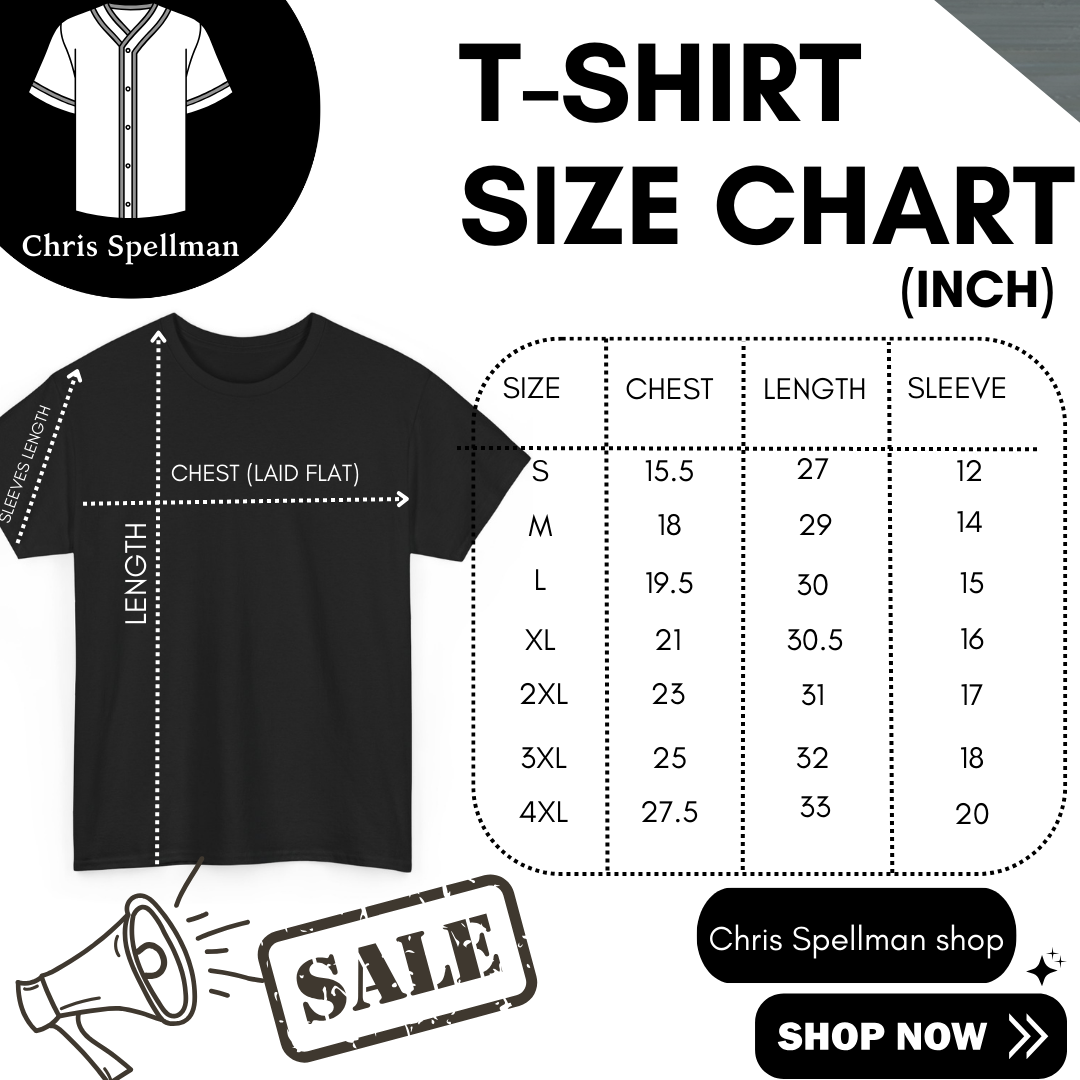 Chris Spellman
T-SHIRT
SIZE CHART
(INCH)
SLEEVES LENGTH
CHEST (LAID FLAT)
LENGTH
SIZE CHEST LENGTH SLEEVE
S 15.5 27 12
M 18 29 14
L 19.5 30 15
XL 21 30.5 16
2XL 23 31 17
3XL 25 32 18
4XL 27.5 33 20
SALE
Chris Spellman shop
SHOP NOW